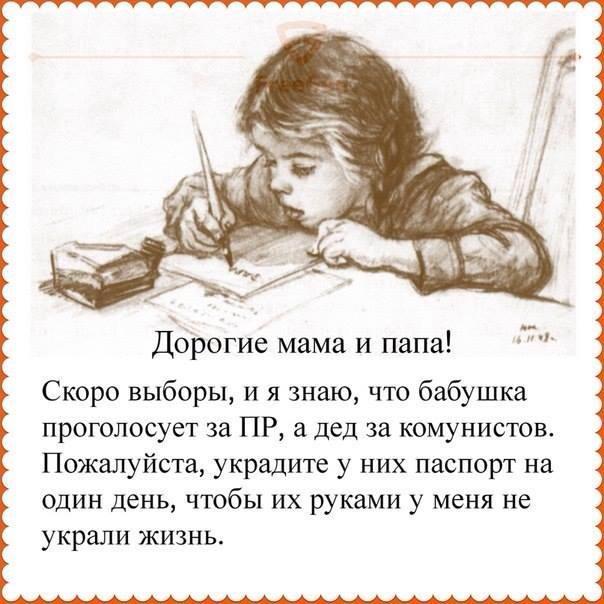 Дорогие мама и папа!
Скоро выборы, и я знаю, что бабушка
проголосует за ПР, а дед за комунистов.
Пожалуйста, украдите у них паспорт на
один день, чтобы их руками у меня не
украли жизнь.